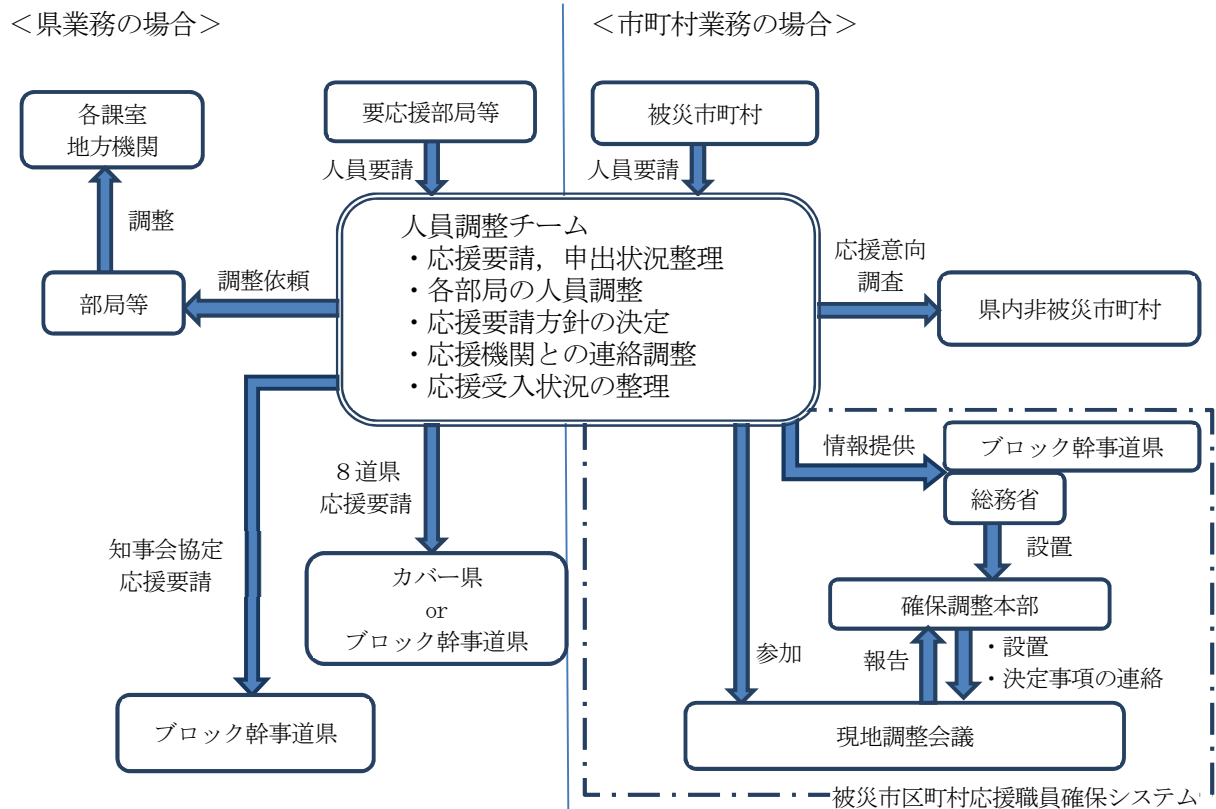 ＜県業務の場合＞
＜市町村業務の場合＞
各課室
地方機関
要応援部局等
被災市町村
人員要請
人員要請
調整
人員調整チーム
・応援要請，申出状況整理
・各部局の人員調整
・応援要請方針の決定
・応援機関との連絡調整
・応援受入状況の整理
応援意向
調査
部局等
調整依頼
県内非被災市町村
情報提供
ブロック幹事道県
総務省
８道県
応援要請
設置
知事会協定
応援要請
カバー県
or
ブロック幹事道県
確保調整本部
参加
報告
・設置
・決定事項の連絡
ブロック幹事道県
現地調整会議
被災市区町村応援職員確保システム